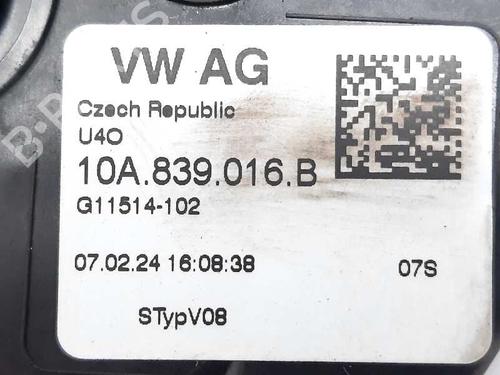 VW AG
Czech Republic
U4O
10A.839.016.B
G11514-102
07.02.24 16:08:38
07S
STypV08